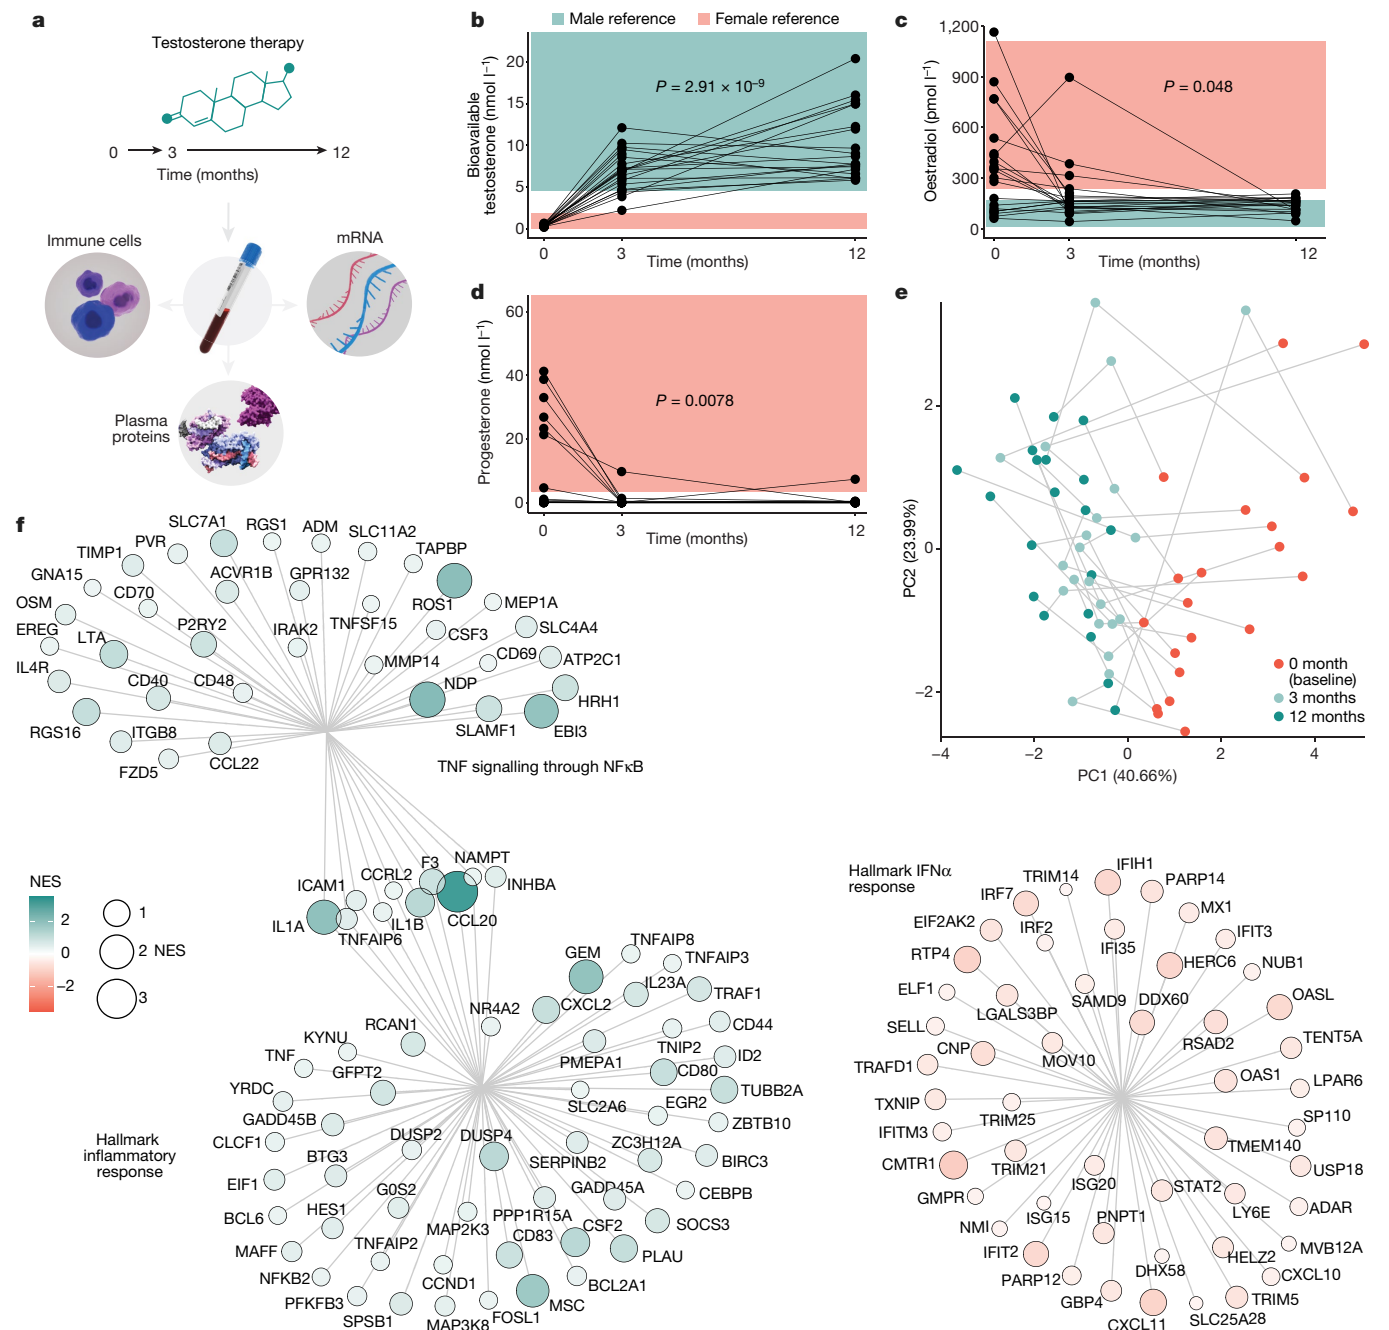 a
Testosterone therapy
0
3
12
Time (months)
Immune cells
mRNA
Plasma
proteins
b
Male reference
Female reference
Bioavailable
testosterone (nmol l⁻¹)
20
15
10
5
0
P = 2.91 × 10⁻⁹
0
3
12
Time (months)
c
Oestradiol (pmol l⁻¹)
1,200
900
600
300
0
P = 0.048
0
3
12
Time (months)
d
Progesterone (nmol l⁻¹)
60
40
20
0
P = 0.0078
0
3
12
Time (months)
e
PC2 (23.99%)
2
0
−2
−4
−2
0
2
4
PC1 (40.66%)
0 month
(baseline)
3 months
12 months
f
SLC7A1
RGS1
ADM
SLC11A2
PVR
TIMP1
TAPBP
GNA15
ACVR1B
GPR132
CD70
OSM
ROS1
MEP1A
TNFSF15
P2RY2
EREG
LTA
IRAK2
CSF3
SLC4A4
IL4R
MMP14
CD69
ATP2C1
CD40
CD48
NDP
HRH1
RGS16
ITGB8
SLAMF1
EBI3
FZD5
CCL22
TNF signalling through NFκB
F3
NAMPT
CCRL2
ICAM1
INHBA
IL1A
IL1B
CCL20
TNFAIP6
NES
2
0
−2
1
2 NES
3
GEM
TNFAIP8
TNFAIP3
IL23A
CXCL2
TRAF1
NR4A2
RCAN1
CD44
KYNU
PMEPA1
TNIP2
ID2
TNF
GFPT2
CD80
YRDC
TUBB2A
SLC2A6
EGR2
GADD45B
ZBTB10
CLCF1
DUSP2
DUSP4
ZC3H12A
Hallmark
inflammatory
response
BTG3
SERPINB2
BIRC3
EIF1
G0S2
GADD45A
CEBPB
BCL6
HES1
PPP1R15A
SOCS3
MAP2K3
CSF2
MAFF
TNFAIP2
CD83
PLAU
NFKB2
CCND1
BCL2A1
PFKFB3
MSC
SPSB1
MAP3K8
FOSL1
Hallmark IFNα
response
TRIM14
IFIH1
PARP14
IRF7
MX1
EIF2AK2
IRF2
IFI35
IFIT3
RTP4
HERC6
NUB1
ELF1
SAMD9
DDX60
OASL
LGALS3BP
SELL
RSAD2
TENT5A
CNP
MOV10
TRAFD1
OAS1
LPAR6
TXNIP
TRIM25
SP110
IFITM3
TMEM140
CMTR1
TRIM21
USP18
ISG20
STAT2
GMPR
LY6E
ADAR
ISG15
PNPT1
NMI
MVB12A
IFIT2
HELZ2
DHX58
CXCL10
PARP12
GBP4
TRIM5
CXCL11
SLC25A28